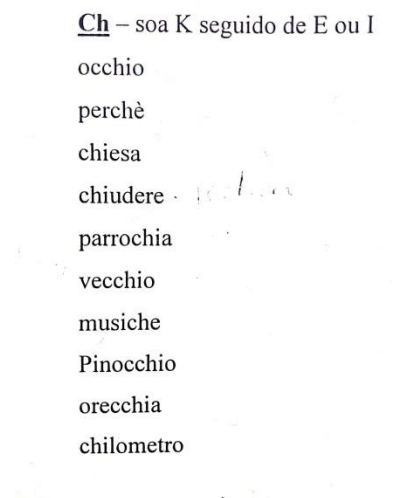 Ch – soa K seguido de E ou I
occhio
perchè
chiesa
chiudere
parrochia
vecchio
musiche
Pinocchio
orecchia
chilometro